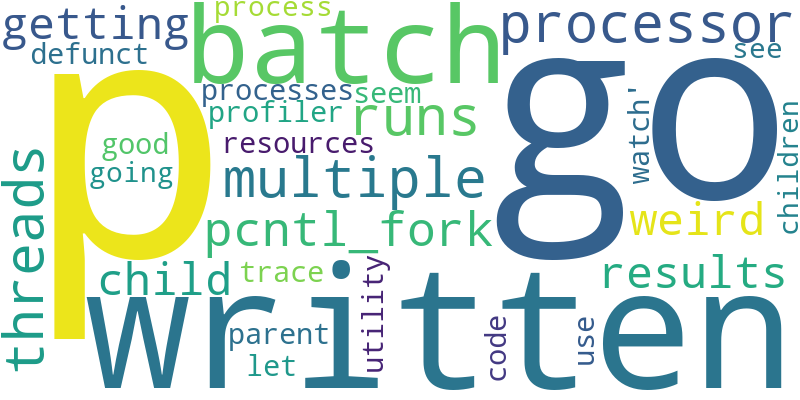 process
getting
batch
processor
defunct
see
p
go
processes
seem
profiler
runs
watch'
children
good
resources
going
multiple
threads
pcntl_fork
weird
child
trace
utility
results
written
parent
code
use
let